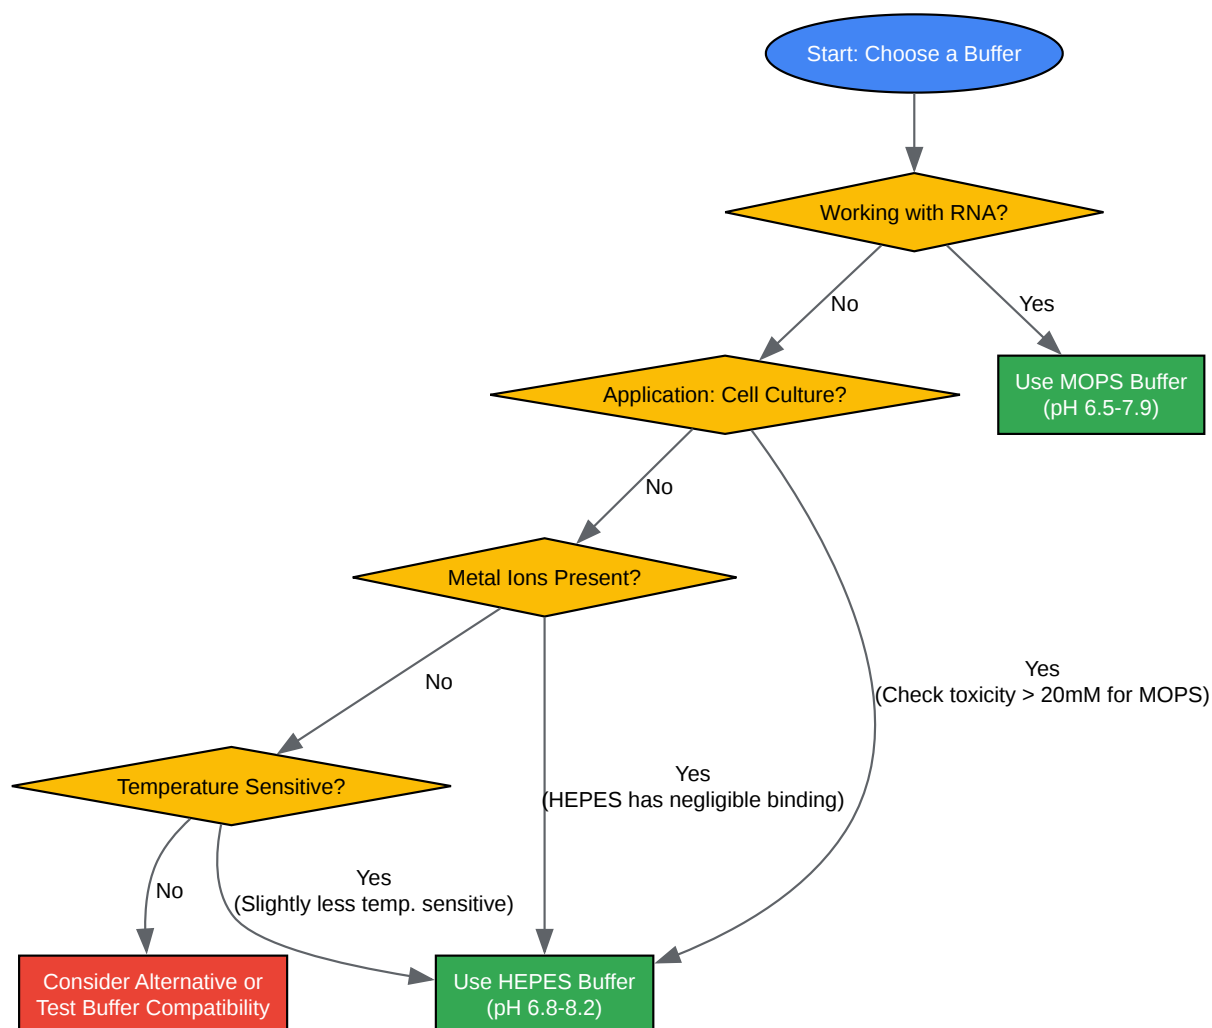 Start: Choose a Buffer
Working with RNA?
No
Yes
Application: Cell Culture?
Use MOPS Buffer
(pH 6.5-7.9)
No
Metal Ions Present?
No
Yes
(Check toxicity > 20mM for MOPS)
Temperature Sensitive?
Yes
(HEPES has negligible binding)
No
Yes
(Slightly less temp. sensitive)
Consider Alternative or
Test Buffer Compatibility
Use HEPES Buffer
(pH 6.8-8.2)